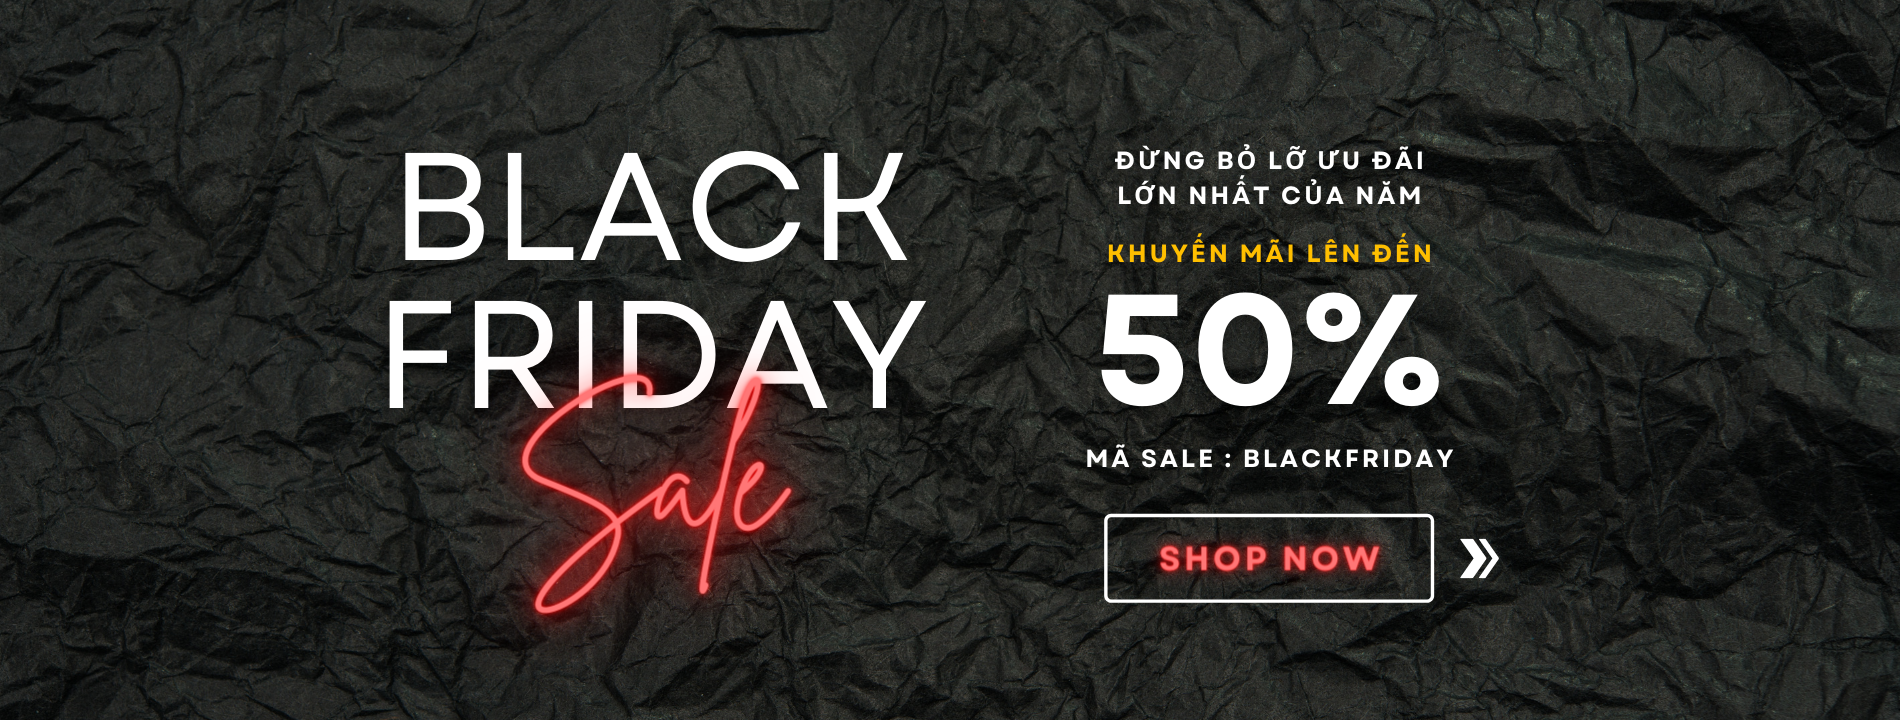 BLACK
FRIDAY
Sale
ĐỪNG BỎ LỠ ƯU ĐÃI
LỚN NHẤT CỦA NĂM
KHUYẾN MÃI LÊN ĐẾN
50%
MÃ SALE : BLACKFRIDAY
SHOP NOW